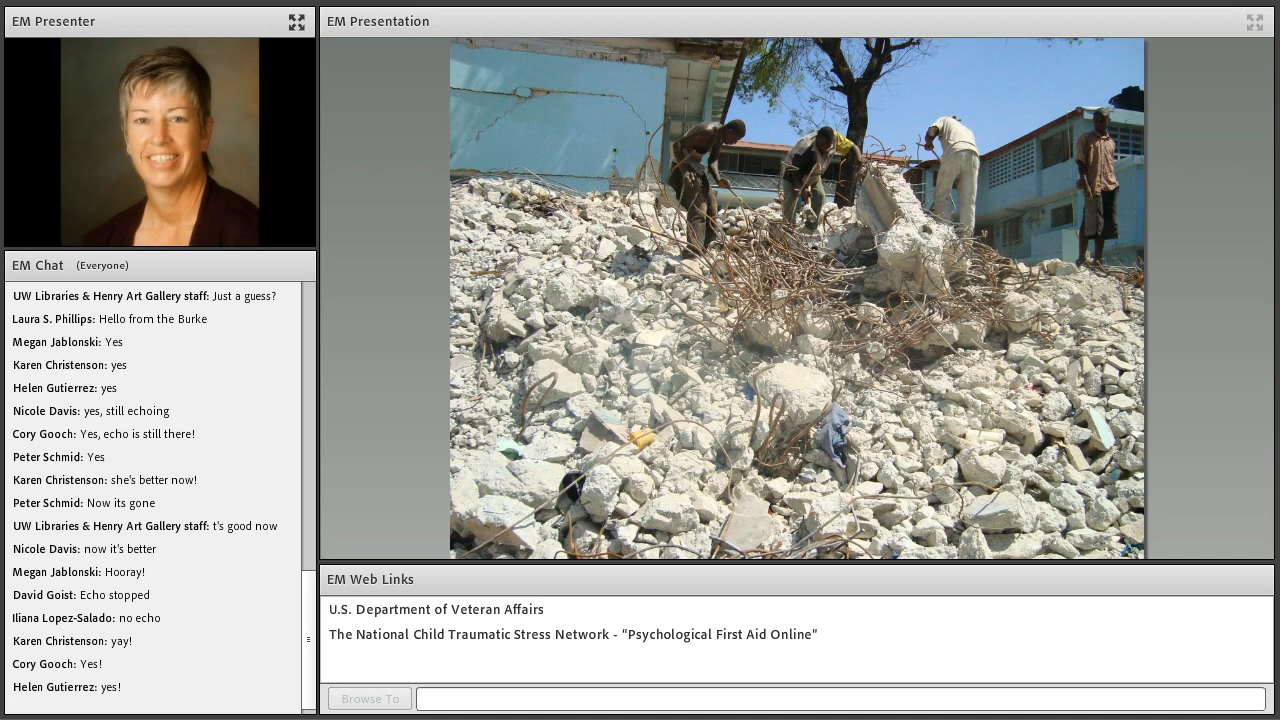 EM Presenter
EM Presentation
EM Chat (Everyone)
UW Libraries & Henry Art Gallery staff: Just a guess?
Laura S. Phillips: Hello from the Burke
Megan Jablonski: Yes
Karen Christenson: yes
Helen Gutierrez: yes
Nicole Davis: yes, still echoing
Cory Gooch: Yes, echo is still there!
Peter Schmid: Yes
Karen Christenson: she's better now!
Peter Schmid: Now its gone
UW Libraries & Henry Art Gallery staff: t's good now
Nicole Davis: now it's better
Megan Jablonski: Hooray!
David Goist: Echo stopped
Iliana Lopez-Salado: no echo
Karen Christenson: yay!
Cory Gooch: Yes!
Helen Gutierrez: yes!
EM Web Links
U.S. Department of Veteran Affairs
The National Child Traumatic Stress Network - "Psychological First Aid Online"
Browse To